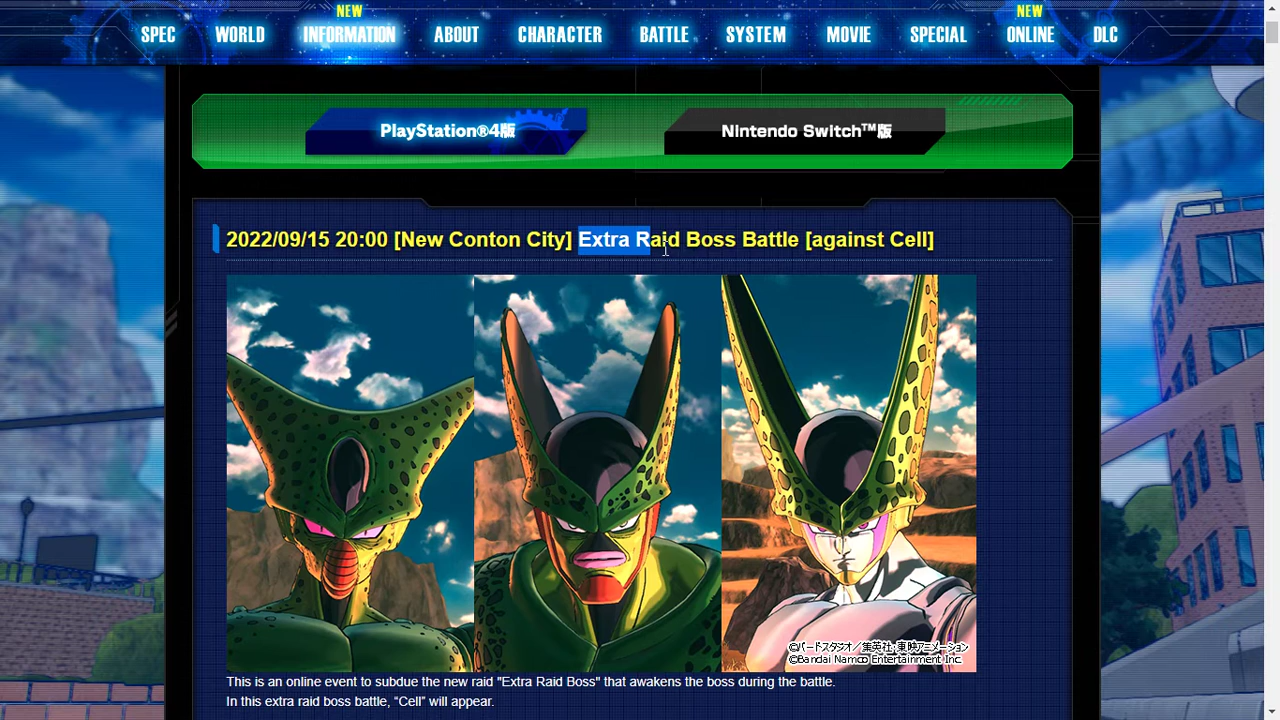 NEW NEW
SPEC WORLD INFORMATION ABOUT CHARACTER BATTLE SYSTEM MOVIE SPECIAL ONLINE DLC
PlayStation®4版 Nintendo Switch™版
2022/09/15 20:00 [New Conton City] Extra Raid Boss Battle [against Cell]
©バードスタジオ/集英社・東映アニメーション
©Bandai Namco Entertainment Inc.
This is an online event to subdue the new raid "Extra Raid Boss" that awakens the boss during the battle.
In this extra raid boss battle, "Cell" will appear.